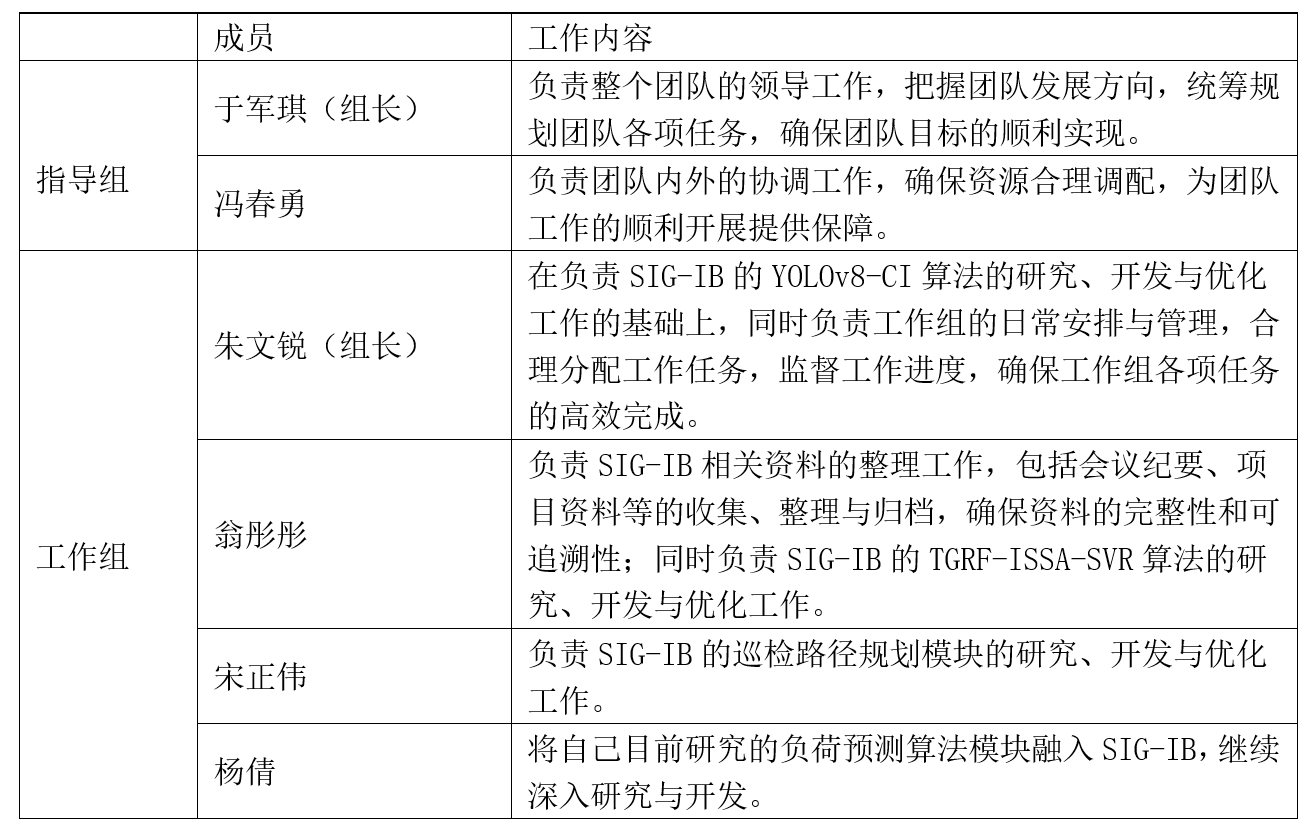 成员 工作内容
指导组
于军琪（组长）
负责整个团队的领导工作，把握团队发展方向，统筹规
划团队各项任务，确保团队目标的顺利实现。
冯春勇
负责团队内外的协调工作，确保资源合理调配，为团队
工作的顺利开展提供保障。
工作组
朱文锐（组长）
在负责 SIG-IB 的 YOLOv8-CI 算法的研究、开发与优化
工作的基础上，同时负责工作组的日常安排与管理，合
理分配工作任务，监督工作进度，确保工作组各项任务
的高效完成。
翁彤彤
负责 SIG-IB 相关资料的整理工作，包括会议纪要、项
目资料等的收集、整理与归档，确保资料的完整性和可
追溯性；同时负责 SIG-IB 的 TGRF-ISSA-SVR 算法的研
究、开发与优化工作。
宋正伟
负责 SIG-IB 的巡检路径规划模块的研究、开发与优化
工作。
杨倩
将自己目前研究的负荷预测算法模块融入 SIG-IB，继续
深入研究与开发。